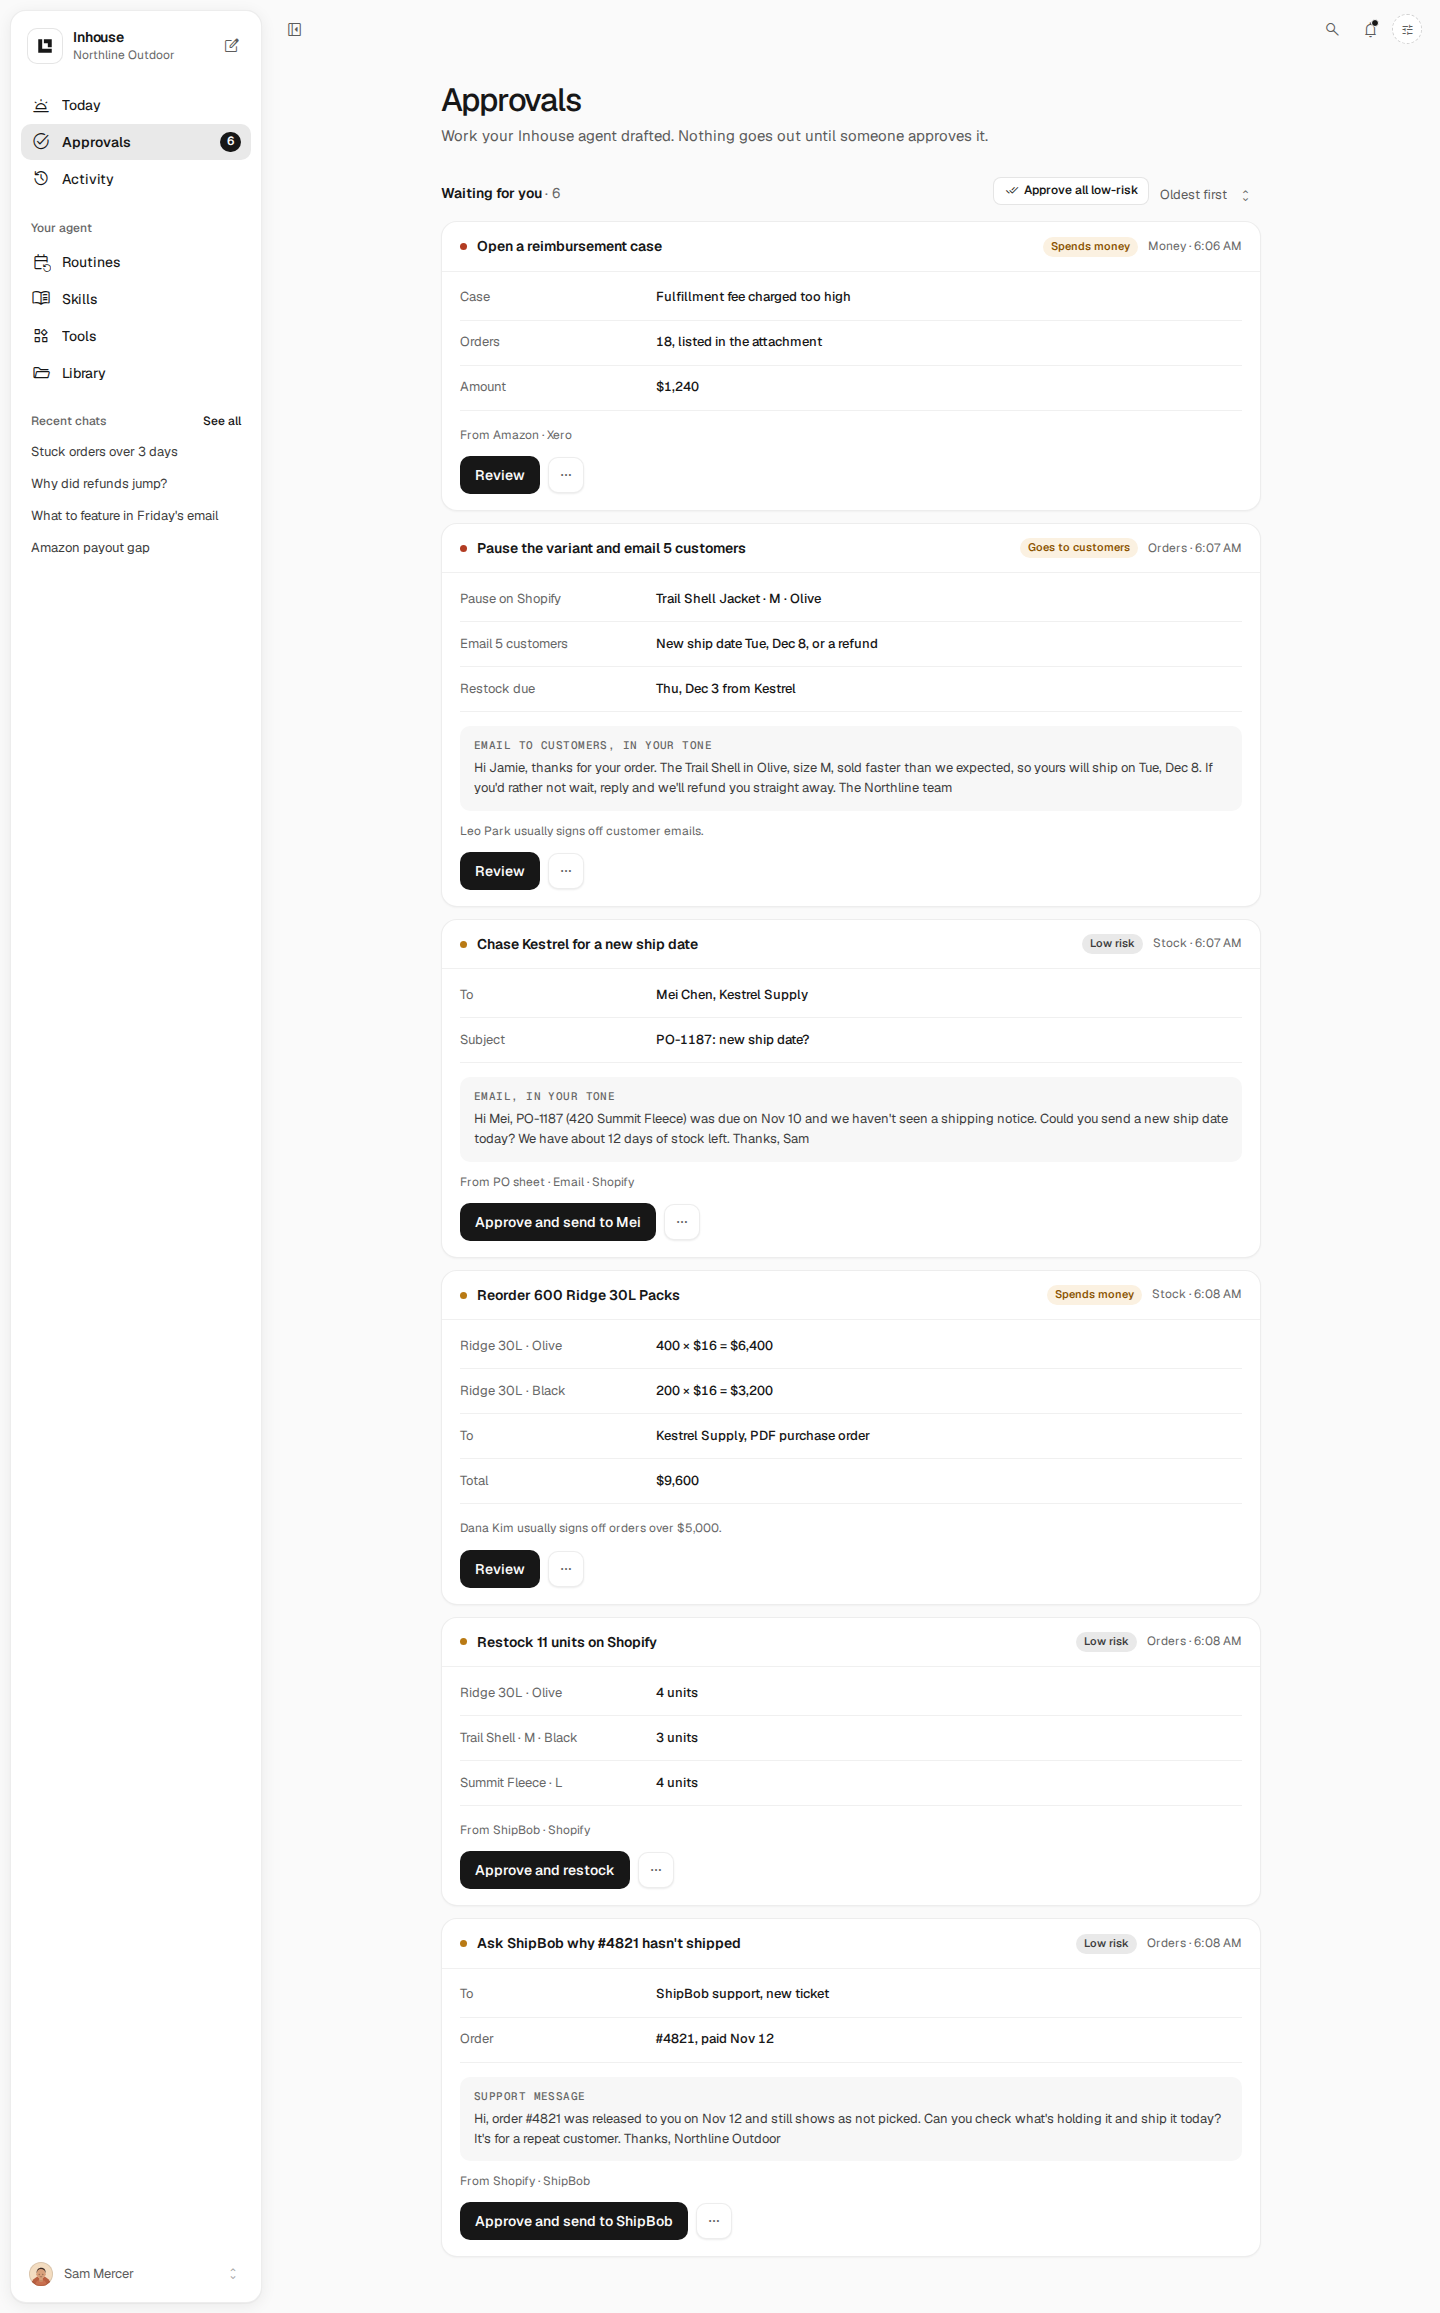 Inhouse
Northline Outdoor
Today
Approvals 6
Activity
Your agent
Routines
Skills
Tools
Library
Recent chats See all
Stuck orders over 3 days
Why did refunds jump?
What to feature in Friday's email
Amazon payout gap
Sam Mercer
Approvals
Work your Inhouse agent drafted. Nothing goes out until someone approves it.
Waiting for you · 6 Approve all low-risk Oldest first
Open a reimbursement case Spends money Money · 6:06 AM
Case Fulfillment fee charged too high
Orders 18, listed in the attachment
Amount $1,240
From Amazon · Xero
Review ···
Pause the variant and email 5 customers Goes to customers Orders · 6:07 AM
Pause on Shopify Trail Shell Jacket · M · Olive
Email 5 customers New ship date Tue, Dec 8, or a refund
Restock due Thu, Dec 3 from Kestrel
EMAIL TO CUSTOMERS, IN YOUR TONE
Hi Jamie, thanks for your order. The Trail Shell in Olive, size M, sold faster than we expected, so yours will ship on Tue, Dec 8. If
you'd rather not wait, reply and we'll refund you straight away. The Northline team
Leo Park usually signs off customer emails.
Review ···
Chase Kestrel for a new ship date Low risk Stock · 6:07 AM
To Mei Chen, Kestrel Supply
Subject PO-1187: new ship date?
EMAIL, IN YOUR TONE
Hi Mei, PO-1187 (420 Summit Fleece) was due on Nov 10 and we haven't seen a shipping notice. Could you send a new ship date
today? We have about 12 days of stock left. Thanks, Sam
From PO sheet · Email · Shopify
Approve and send to Mei ···
Reorder 600 Ridge 30L Packs Spends money Stock · 6:08 AM
Ridge 30L · Olive 400 × $16 = $6,400
Ridge 30L · Black 200 × $16 = $3,200
To Kestrel Supply, PDF purchase order
Total $9,600
Dana Kim usually signs off orders over $5,000.
Review ···
Restock 11 units on Shopify Low risk Orders · 6:08 AM
Ridge 30L · Olive 4 units
Trail Shell · M · Black 3 units
Summit Fleece · L 4 units
From ShipBob · Shopify
Approve and restock ···
Ask ShipBob why #4821 hasn't shipped Low risk Orders · 6:08 AM
To ShipBob support, new ticket
Order #4821, paid Nov 12
SUPPORT MESSAGE
Hi, order #4821 was released to you on Nov 12 and still shows as not picked. Can you check what's holding it and ship it today?
It's for a repeat customer. Thanks, Northline Outdoor
From Shopify · ShipBob
Approve and send to ShipBob ···